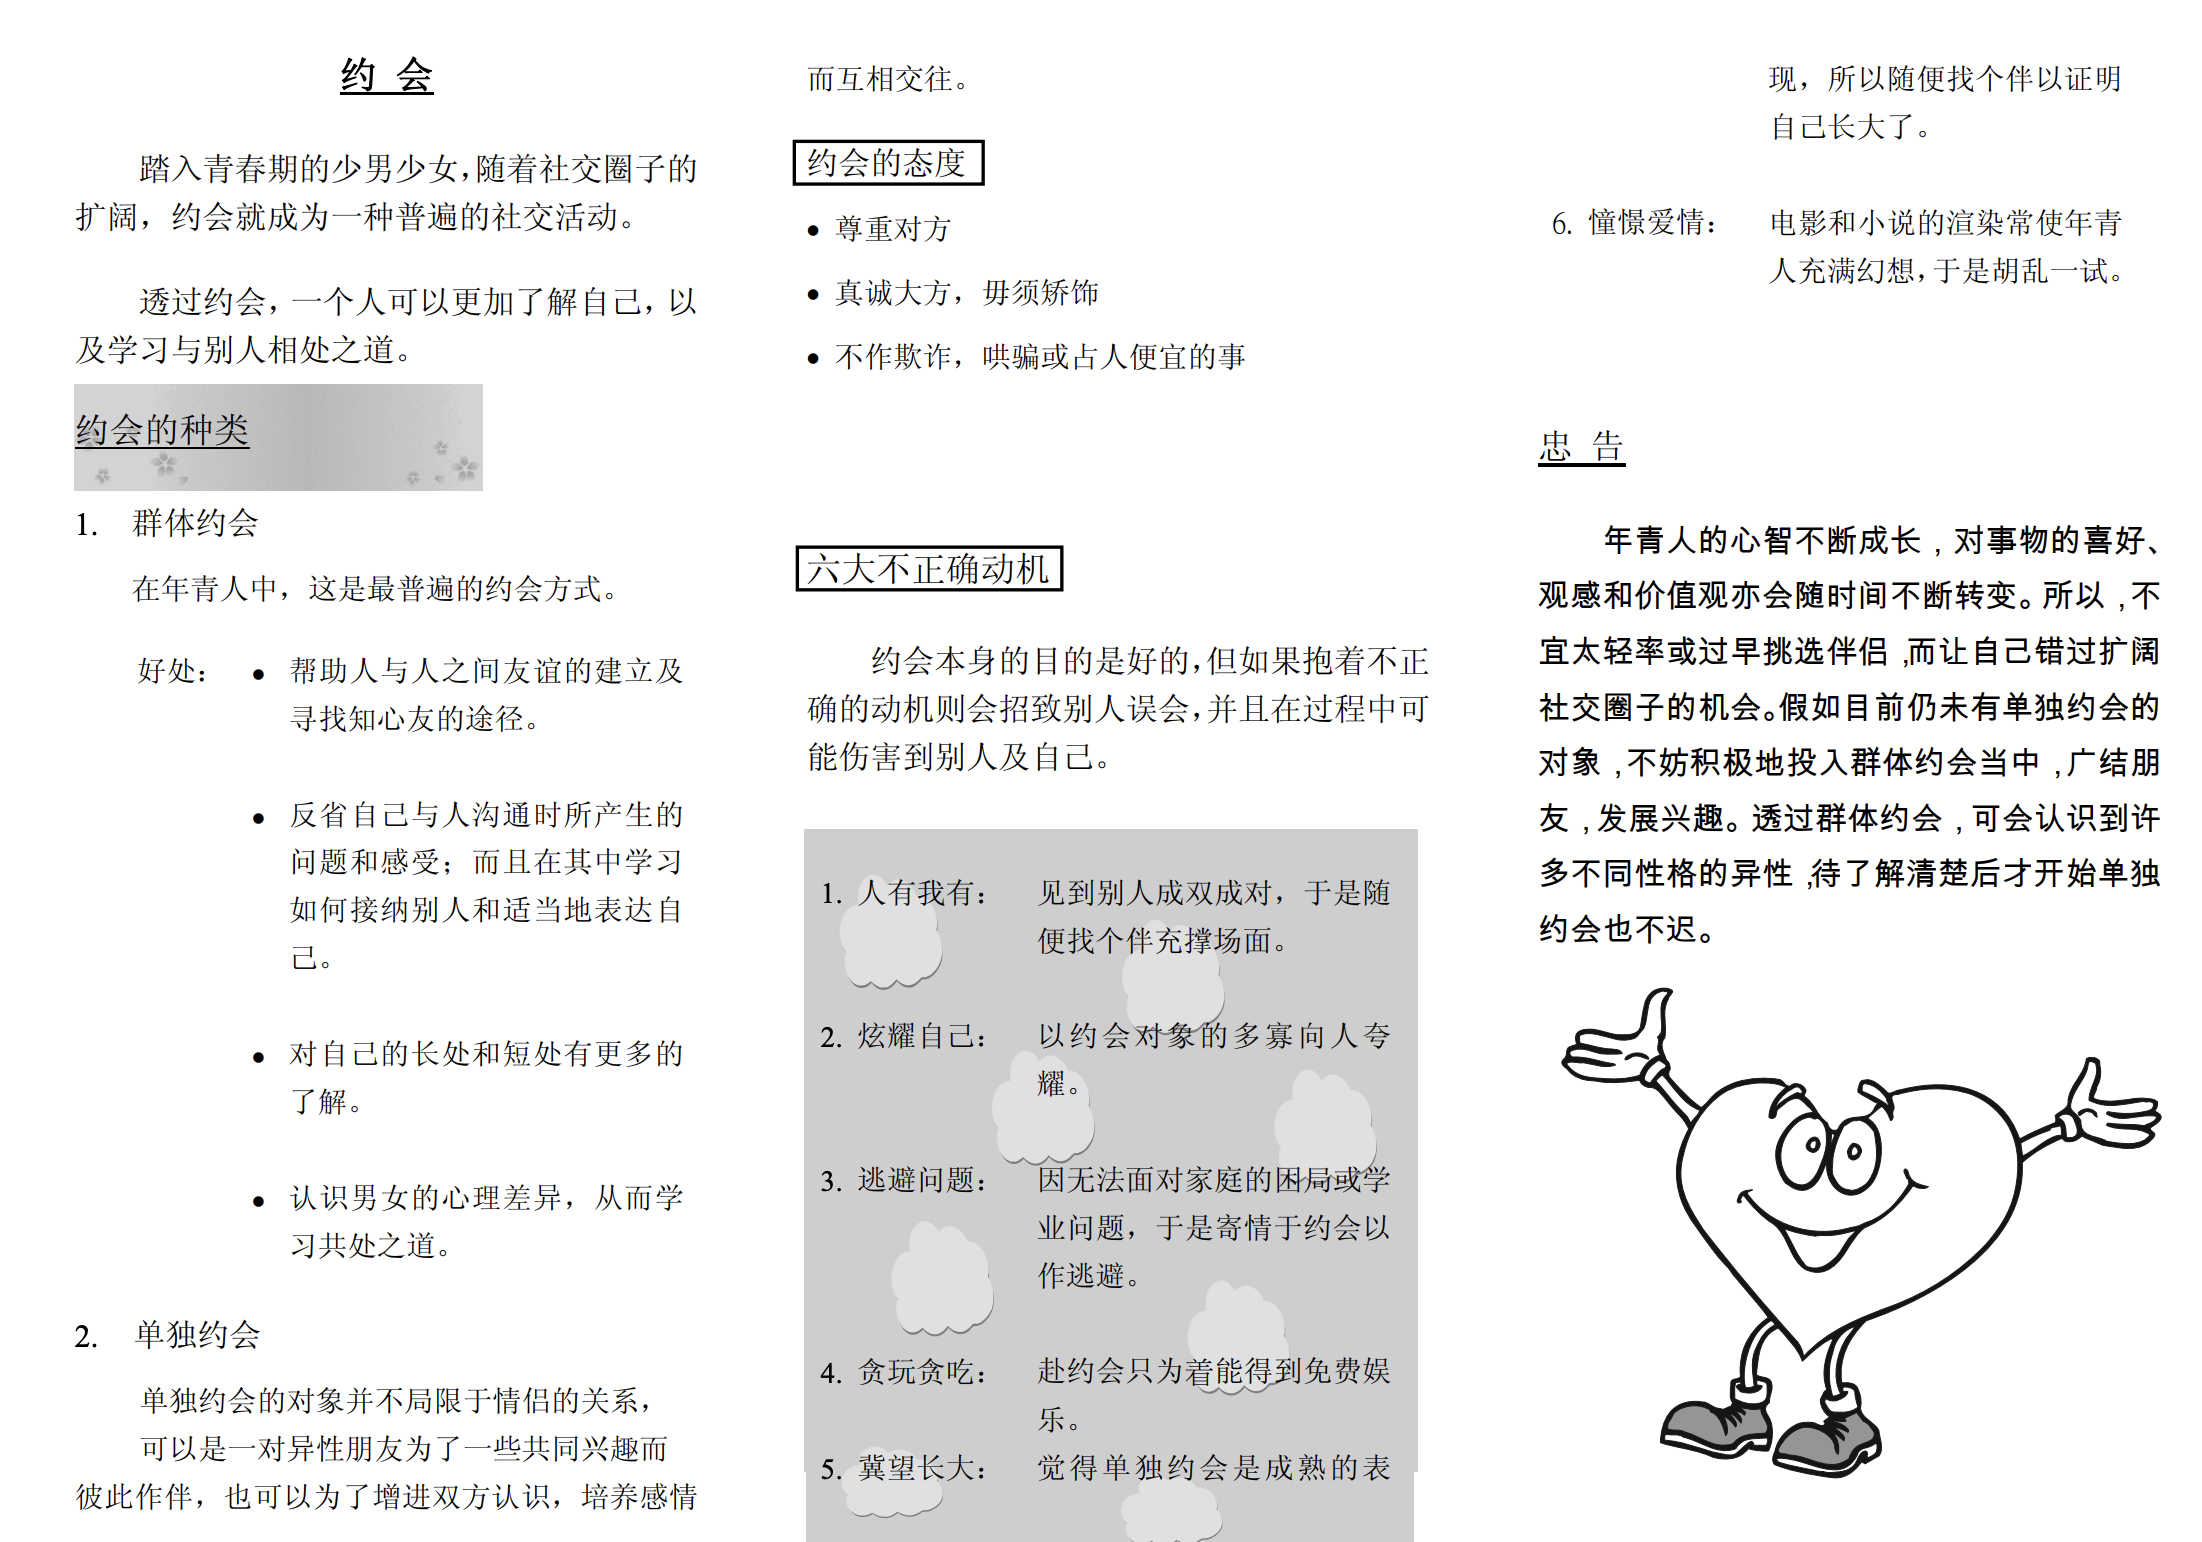 约 会
踏入青春期的少男少女，随着社交圈子的
扩阔，约会就成为一种普遍的社交活动。
透过约会，一个人可以更加了解自己，以
及学习与别人相处之道。
约会的种类
1. 群体约会
在年青人中，这是最普遍的约会方式。
好处： ● 帮助人与人之间友谊的建立及
寻找知心友的途径。
● 反省自己与人沟通时所产生的
问题和感受；而且在其中学习
如何接纳别人和适当地表达自
己。
● 对自己的长处和短处有更多的
了解。
● 认识男女的心理差异，从而学
习共处之道。
2. 单独约会
单独约会的对象并不局限于情侣的关系，
可以是一对异性朋友为了一些共同兴趣而
彼此作伴，也可以为了增进双方认识，培养感情
而互相交往。
约会的态度
● 尊重对方
● 真诚大方，毋须矫饰
● 不作欺诈，哄骗或占人便宜的事
六大不正确动机
约会本身的目的是好的，但如果抱着不正
确的动机则会招致别人误会，并且在过程中可
能伤害到别人及自己。
1. 人有我有： 见到别人成双成对，于是随
便找个伴充撑场面。
2. 炫耀自己： 以约会对象的多寡向人夸
耀。
3. 逃避问题： 因无法面对家庭的困局或学
业问题，于是寄情于约会以
作逃避。
4. 贪玩贪吃： 赴约会只为着能得到免费娱
乐。
5. 冀望长大： 觉得单独约会是成熟的表
现，所以随便找个伴以证明
自己长大了。
6. 憧憬爱情： 电影和小说的渲染常使年青
人充满幻想，于是胡乱一试。
忠 告
年青人的心智不断成长，对事物的喜好、
观感和价值观亦会随时间不断转变。所以，不
宜太轻率或过早挑选伴侣，而让自己错过扩阔
社交圈子的机会。假如目前仍未有单独约会的
对象，不妨积极地投入群体约会当中，广结朋
友，发展兴趣。透过群体约会，可会认识到许
多不同性格的异性，待了解清楚后才开始单独
约会也不迟。